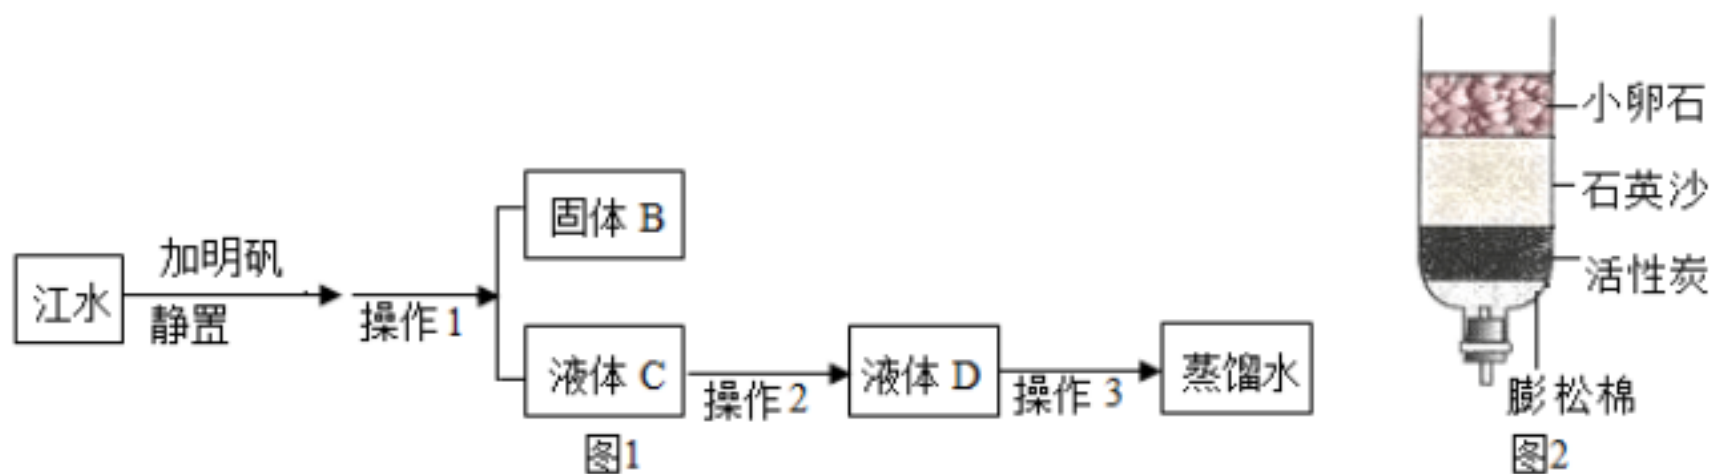 江水
加明矾
静置
操作1
固体 B
液体 C
操作2
液体 D
操作 3
蒸馏水
图1
小卵石
石英沙
活性炭
膨松棉
图2